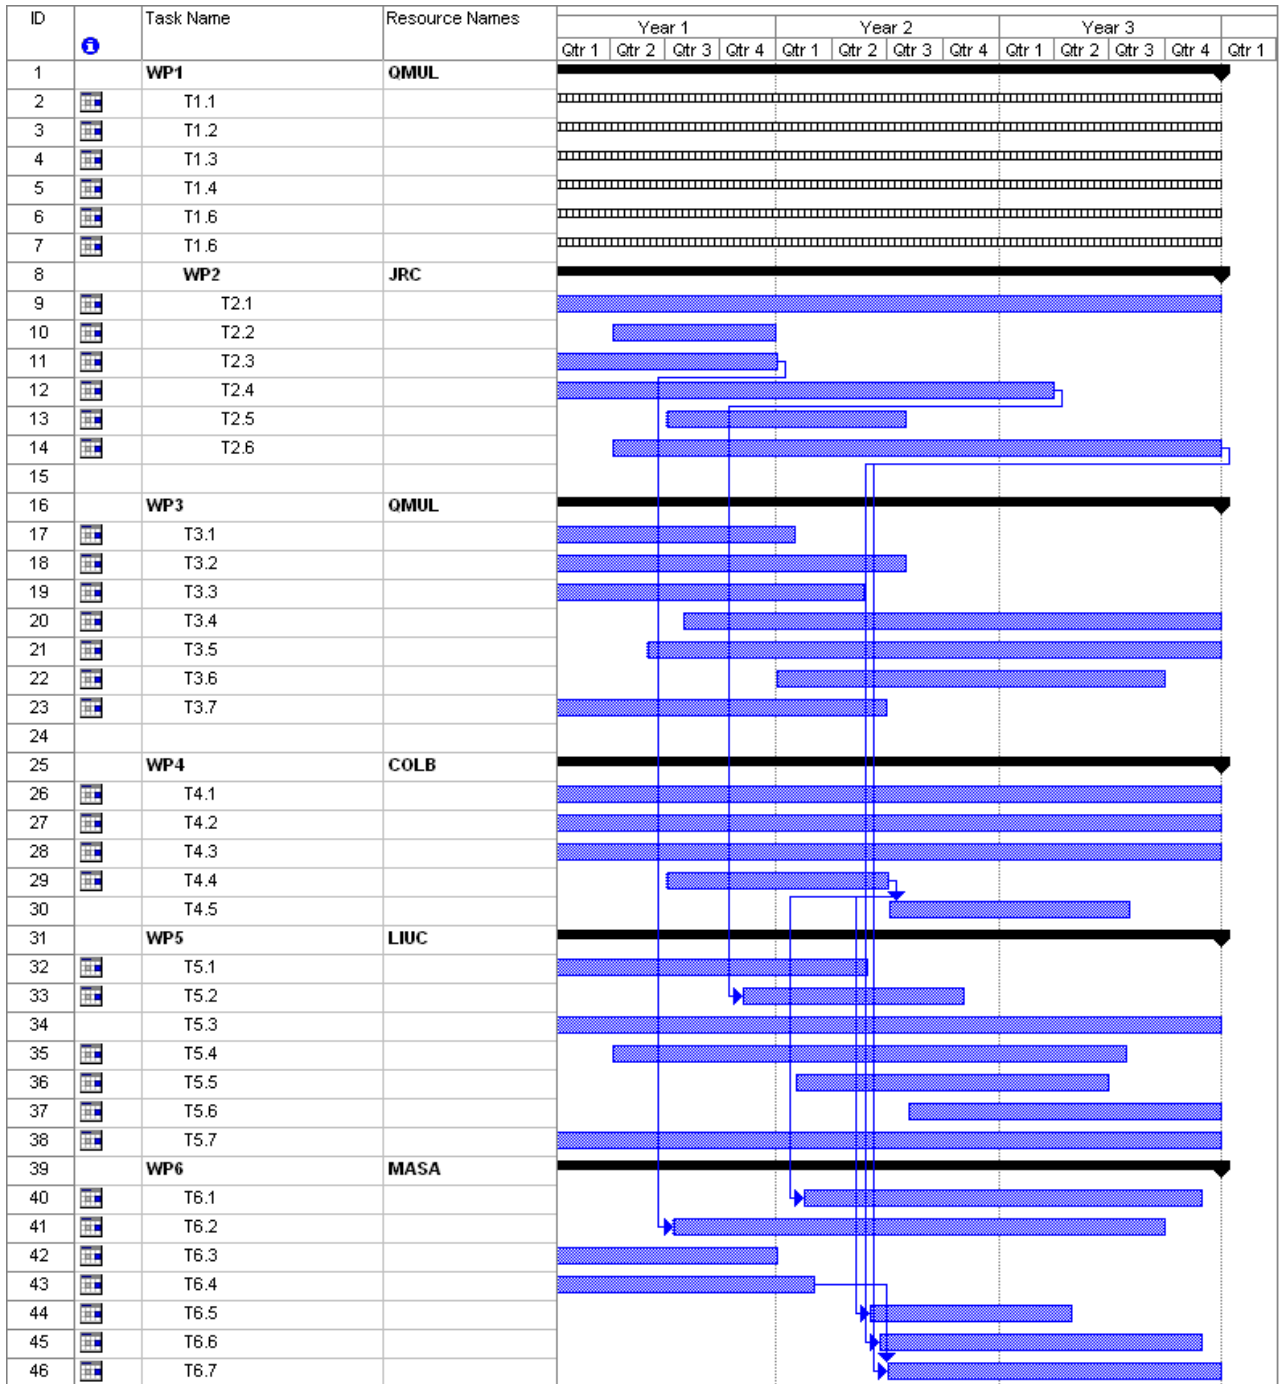 ID Task Name Resource Names
Year 1 Year 2 Year 3
Qtr 1 Qtr 2 Qtr 3 Qtr 4 Qtr 1 Qtr 2 Qtr 3 Qtr 4 Qtr 1 Qtr 2 Qtr 3 Qtr 4 Qtr 1
1 WP1 QMUL
2 T1.1
3 T1.2
4 T1.3
5 T1.4
6 T1.6
7 T1.6
8 WP2 JRC
9 T2.1
10 T2.2
11 T2.3
12 T2.4
13 T2.5
14 T2.6
15
16 WP3 QMUL
17 T3.1
18 T3.2
19 T3.3
20 T3.4
21 T3.5
22 T3.6
23 T3.7
24
25 WP4 COLB
26 T4.1
27 T4.2
28 T4.3
29 T4.4
30 T4.5
31 WP5 LIUC
32 T5.1
33 T5.2
34 T5.3
35 T5.4
36 T5.5
37 T5.6
38 T5.7
39 WP6 MASA
40 T6.1
41 T6.2
42 T6.3
43 T6.4
44 T6.5
45 T6.6
46 T6.7